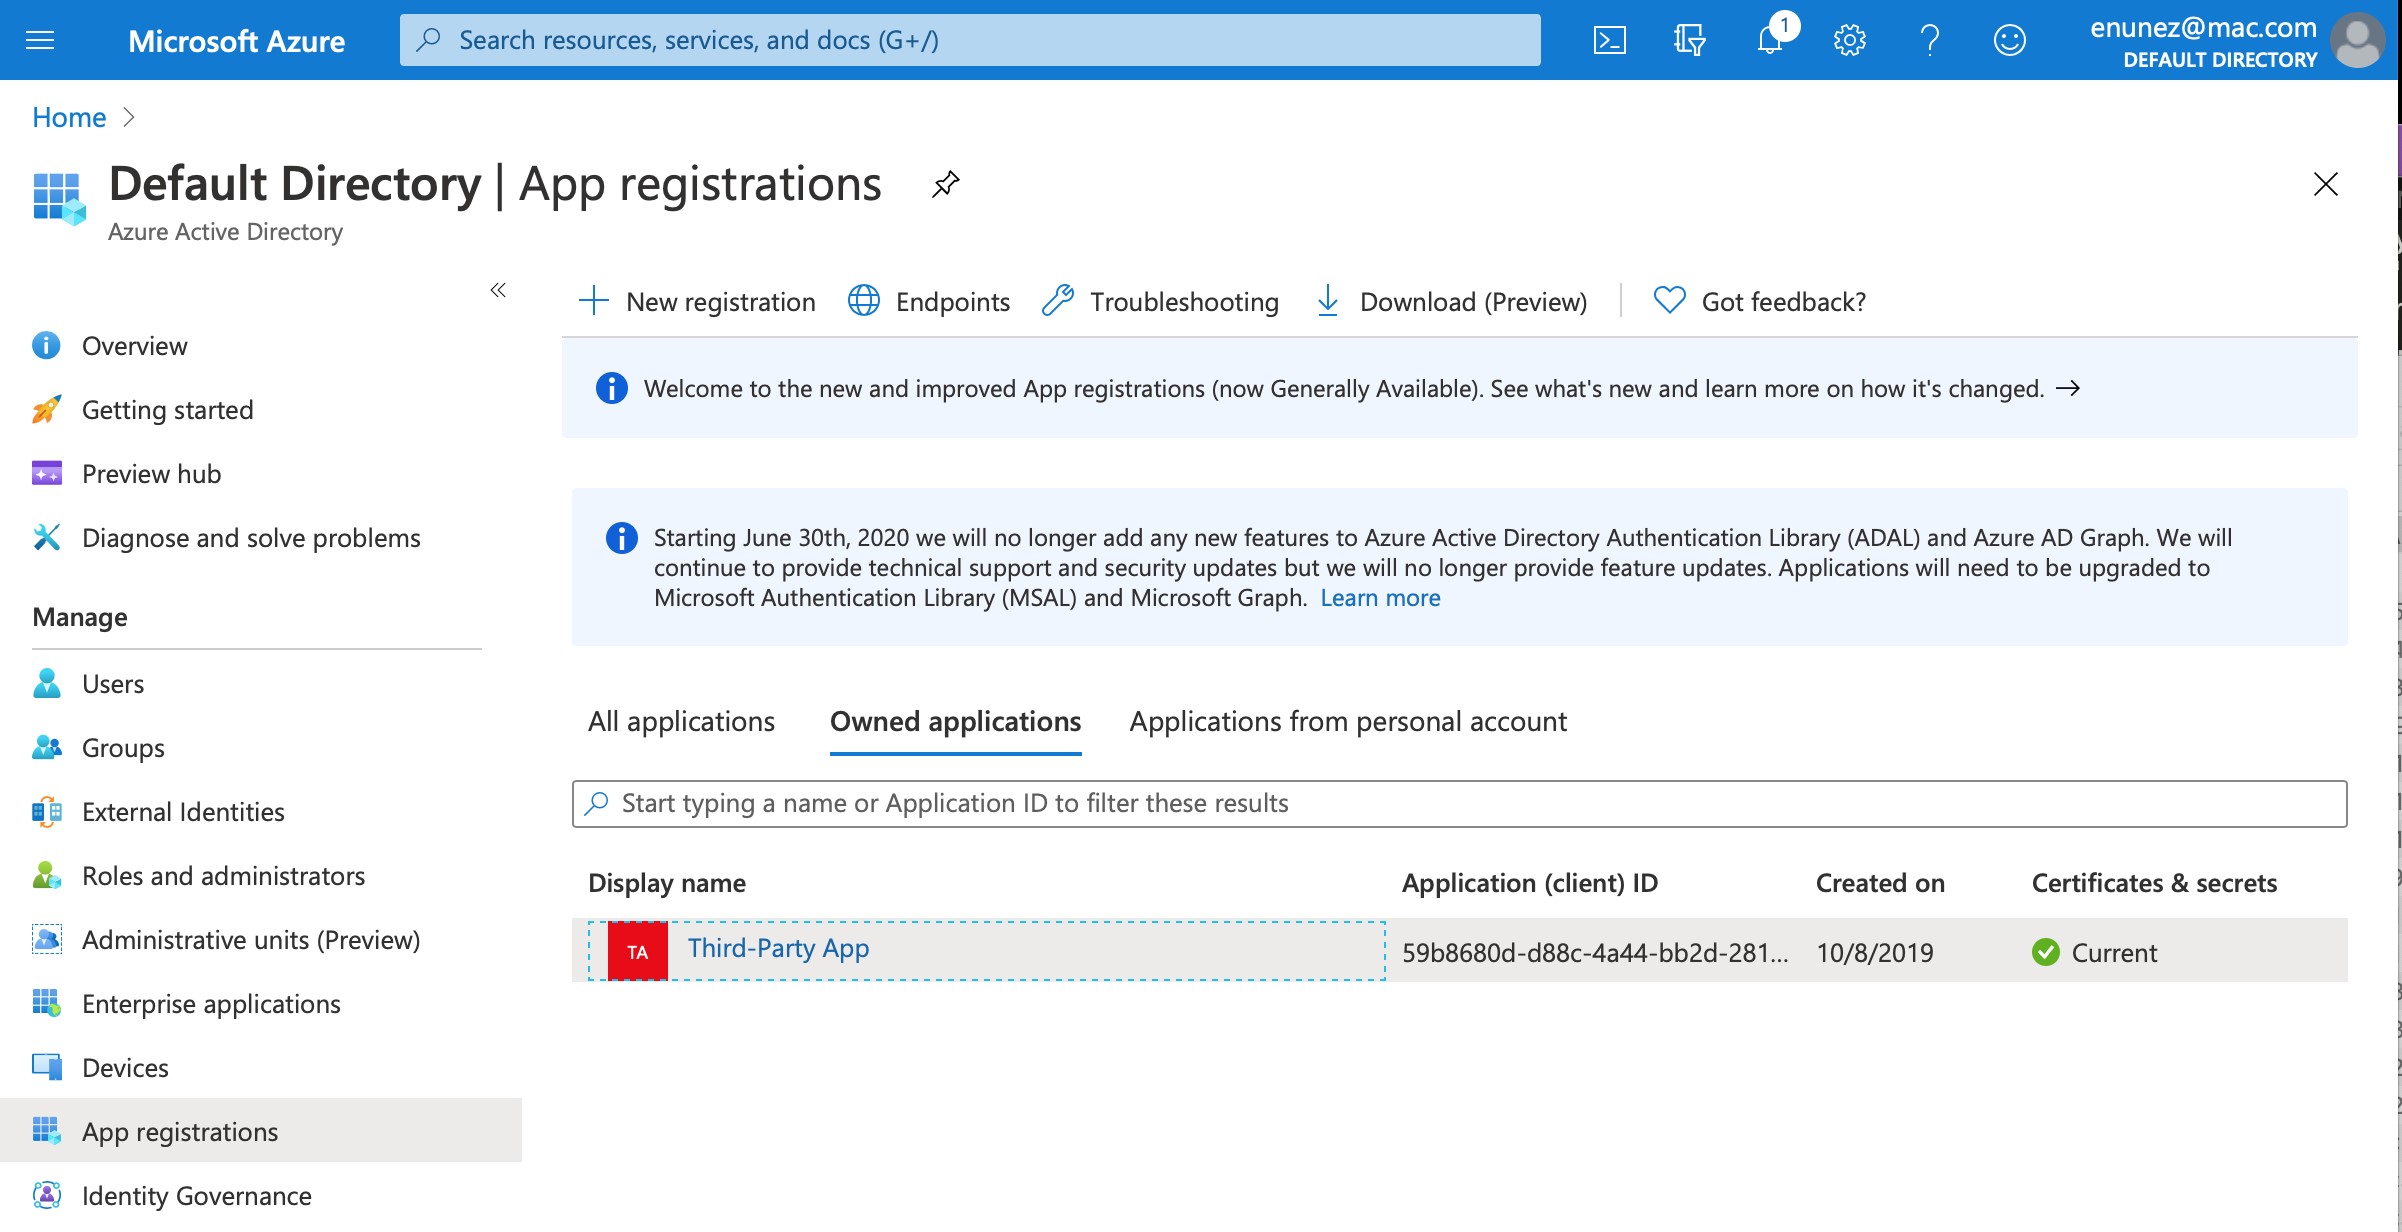 Microsoft Azure
Search resources, services, and docs (G+/)
1
enunez@mac.com
DEFAULT DIRECTORY
Home
Default Directory | App registrations
Azure Active Directory
Overview
Getting started
Preview hub
Diagnose and solve problems
Manage
Users
Groups
External Identities
Roles and administrators
Administrative units (Preview)
Enterprise applications
Devices
App registrations
Identity Governance
New registration
Endpoints
Troubleshooting
Download (Preview)
Got feedback?
Welcome to the new and improved App registrations (now Generally Available). See what's new and learn more on how it's changed. →
Starting June 30th, 2020 we will no longer add any new features to Azure Active Directory Authentication Library (ADAL) and Azure AD Graph. We will
continue to provide technical support and security updates but we will no longer provide feature updates. Applications will need to be upgraded to
Microsoft Authentication Library (MSAL) and Microsoft Graph. Learn more
All applications
Owned applications
Applications from personal account
Start typing a name or Application ID to filter these results
Display name
Application (client) ID
Created on
Certificates & secrets
TA
Third-Party App
59b8680d-d88c-4a44-bb2d-281...
10/8/2019
Current